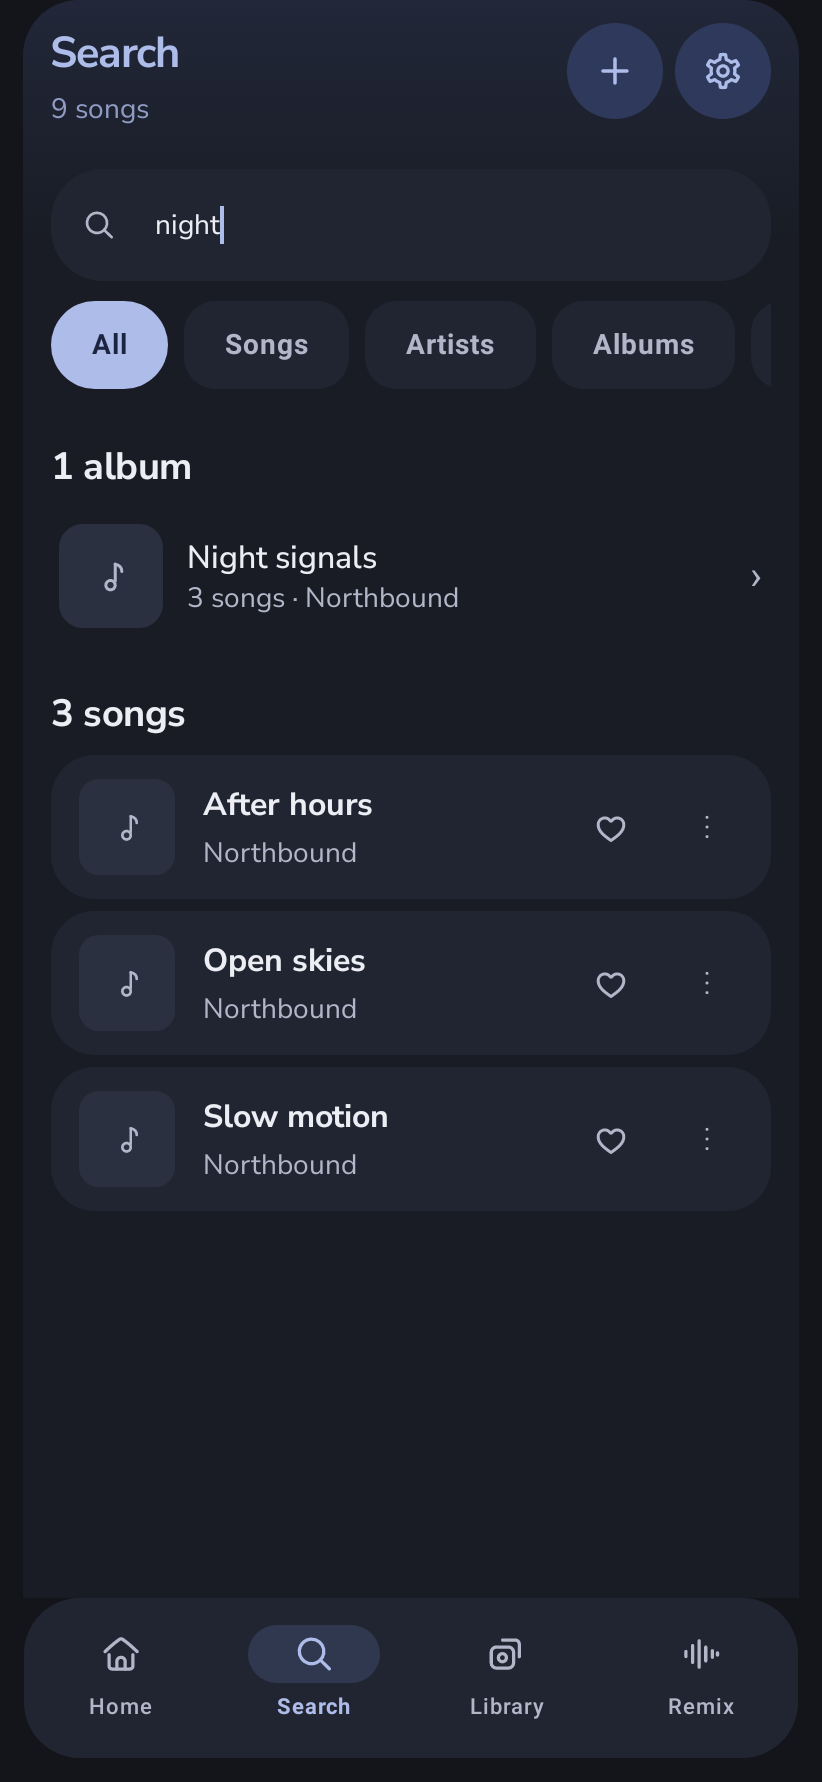 Search
9 songs
night
All
Songs
Artists
Albums
1 album
Night signals
3 songs · Northbound
3 songs
After hours
Northbound
Open skies
Northbound
Slow motion
Northbound
Home
Search
Library
Remix